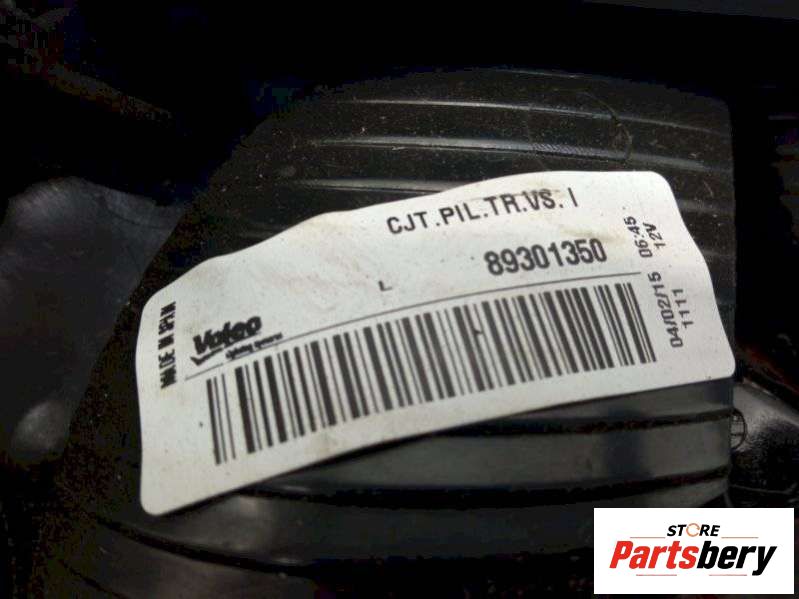 CJT.PIL.TR.VS. I
L 89301350
04/02/15 06:45
1111 12V
MADE IN SPAIN
Valeo
STORE
Partsbery